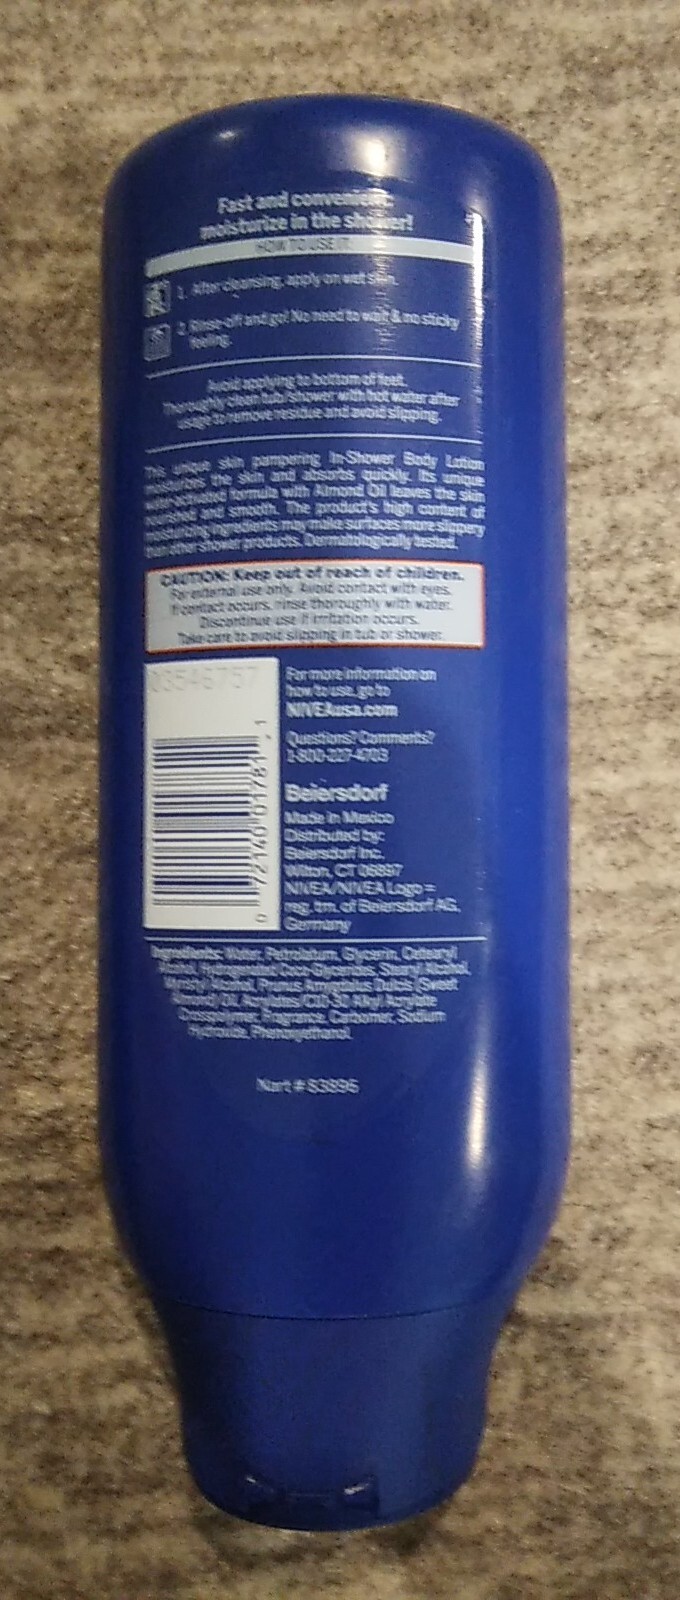 Fast and convenient:
moisturize in the shower!
HOW TO USE IT:
1. After cleansing, apply on wet skin.
2. Rinse-off and go! No need to wait & no sticky
feeling.
Avoid applying to bottom of feet.
Thoroughly clean tub/shower with hot water after
usage to remove residue and avoid slipping.
This unique skin pampering In-Shower Body Lotion
moisturizes the skin and absorbs quickly. Its unique
water-activated formula with Almond Oil leaves the skin
nourished and smooth. The product's high content of
moisturizing ingredients may make surfaces more slippery
than other shower products. Dermatologically tested.
CAUTION: Keep out of reach of children.
For external use only. Avoid contact with eyes.
If contact occurs, rinse thoroughly with water.
Discontinue use if irritation occurs.
Take care to avoid slipping in tub or shower.
03546757
0 72140 01781 1
For more information on
how to use, go to
NIVEAusa.com
Questions? Comments?
1-800-227-4703
Beiersdorf
Made in Mexico
Distributed by:
Beiersdorf Inc.
Wilton, CT 06897
NIVEA/NIVEA Logo =
reg. tm. of Beiersdorf AG,
Germany
Ingredients: Water, Petrolatum, Glycerin, Cetearyl
Alcohol, Hydrogenated Coco-Glycerides, Stearyl Alcohol,
Myristyl Alcohol, Prunus Amygdalus Dulcis (Sweet
Almond) Oil, Acrylates/C10-30 Alkyl Acrylate
Crosspolymer, Fragrance, Carbomer, Sodium
Hydroxide, Phenoxyethanol.
Nart # 83895